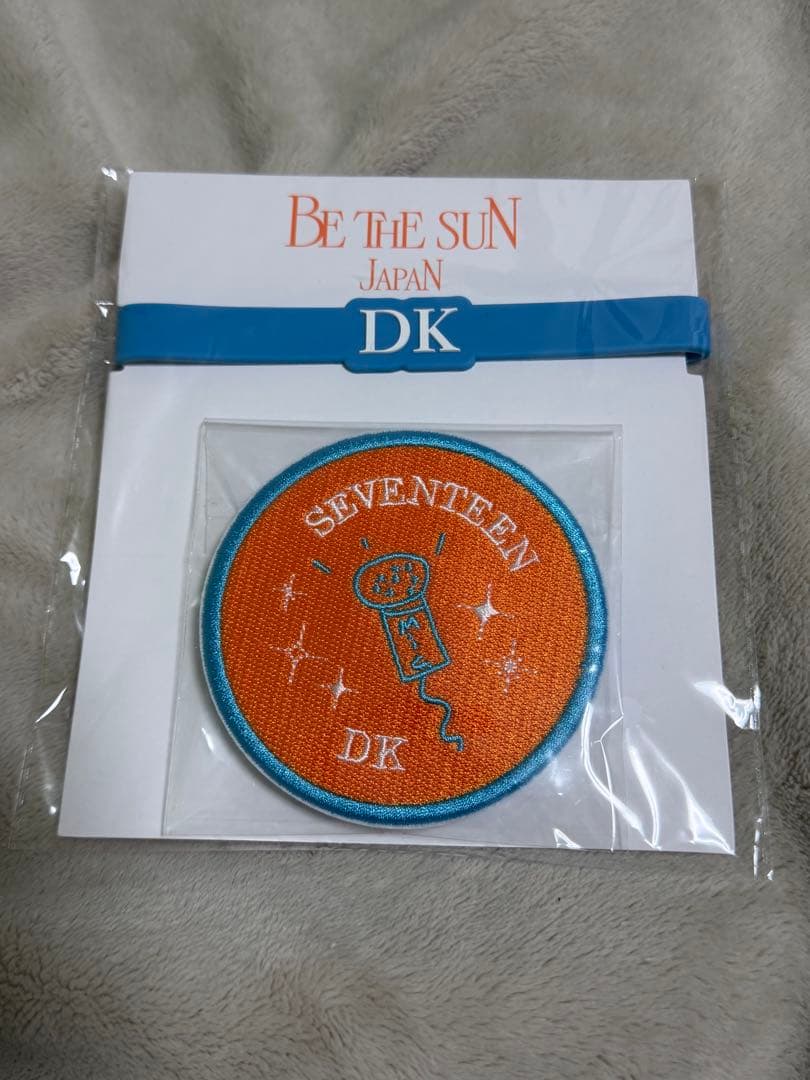 BE THE SUN
JAPAN
DK
SEVENTEEN
MIC
DK